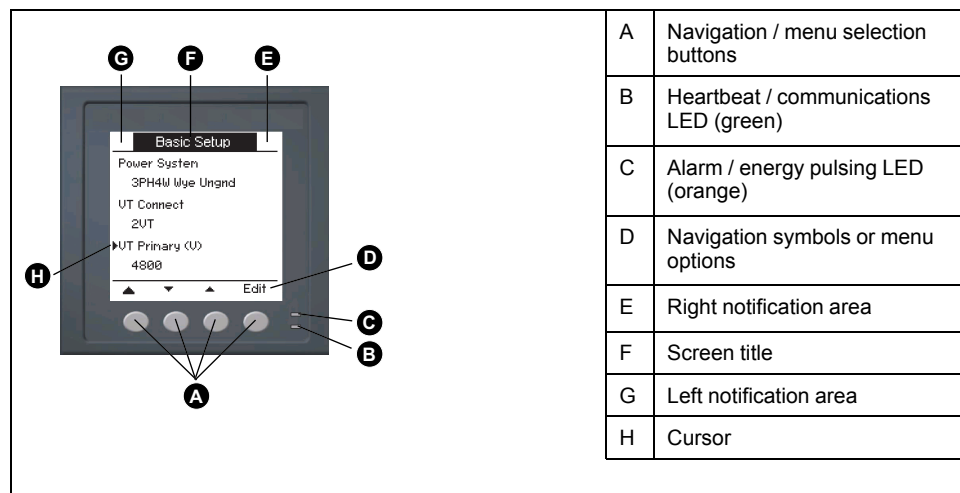 G
F
E
Basic Setup
Power System
3PH4W Wye Ungnd
VT Connect
2VT
VT Primary (V)
4800
Edit
H
D
C
B
A
A Navigation / menu selection
buttons
B Heartbeat / communications
LED (green)
C Alarm / energy pulsing LED
(orange)
D Navigation symbols or menu
options
E Right notification area
F Screen title
G Left notification area
H Cursor